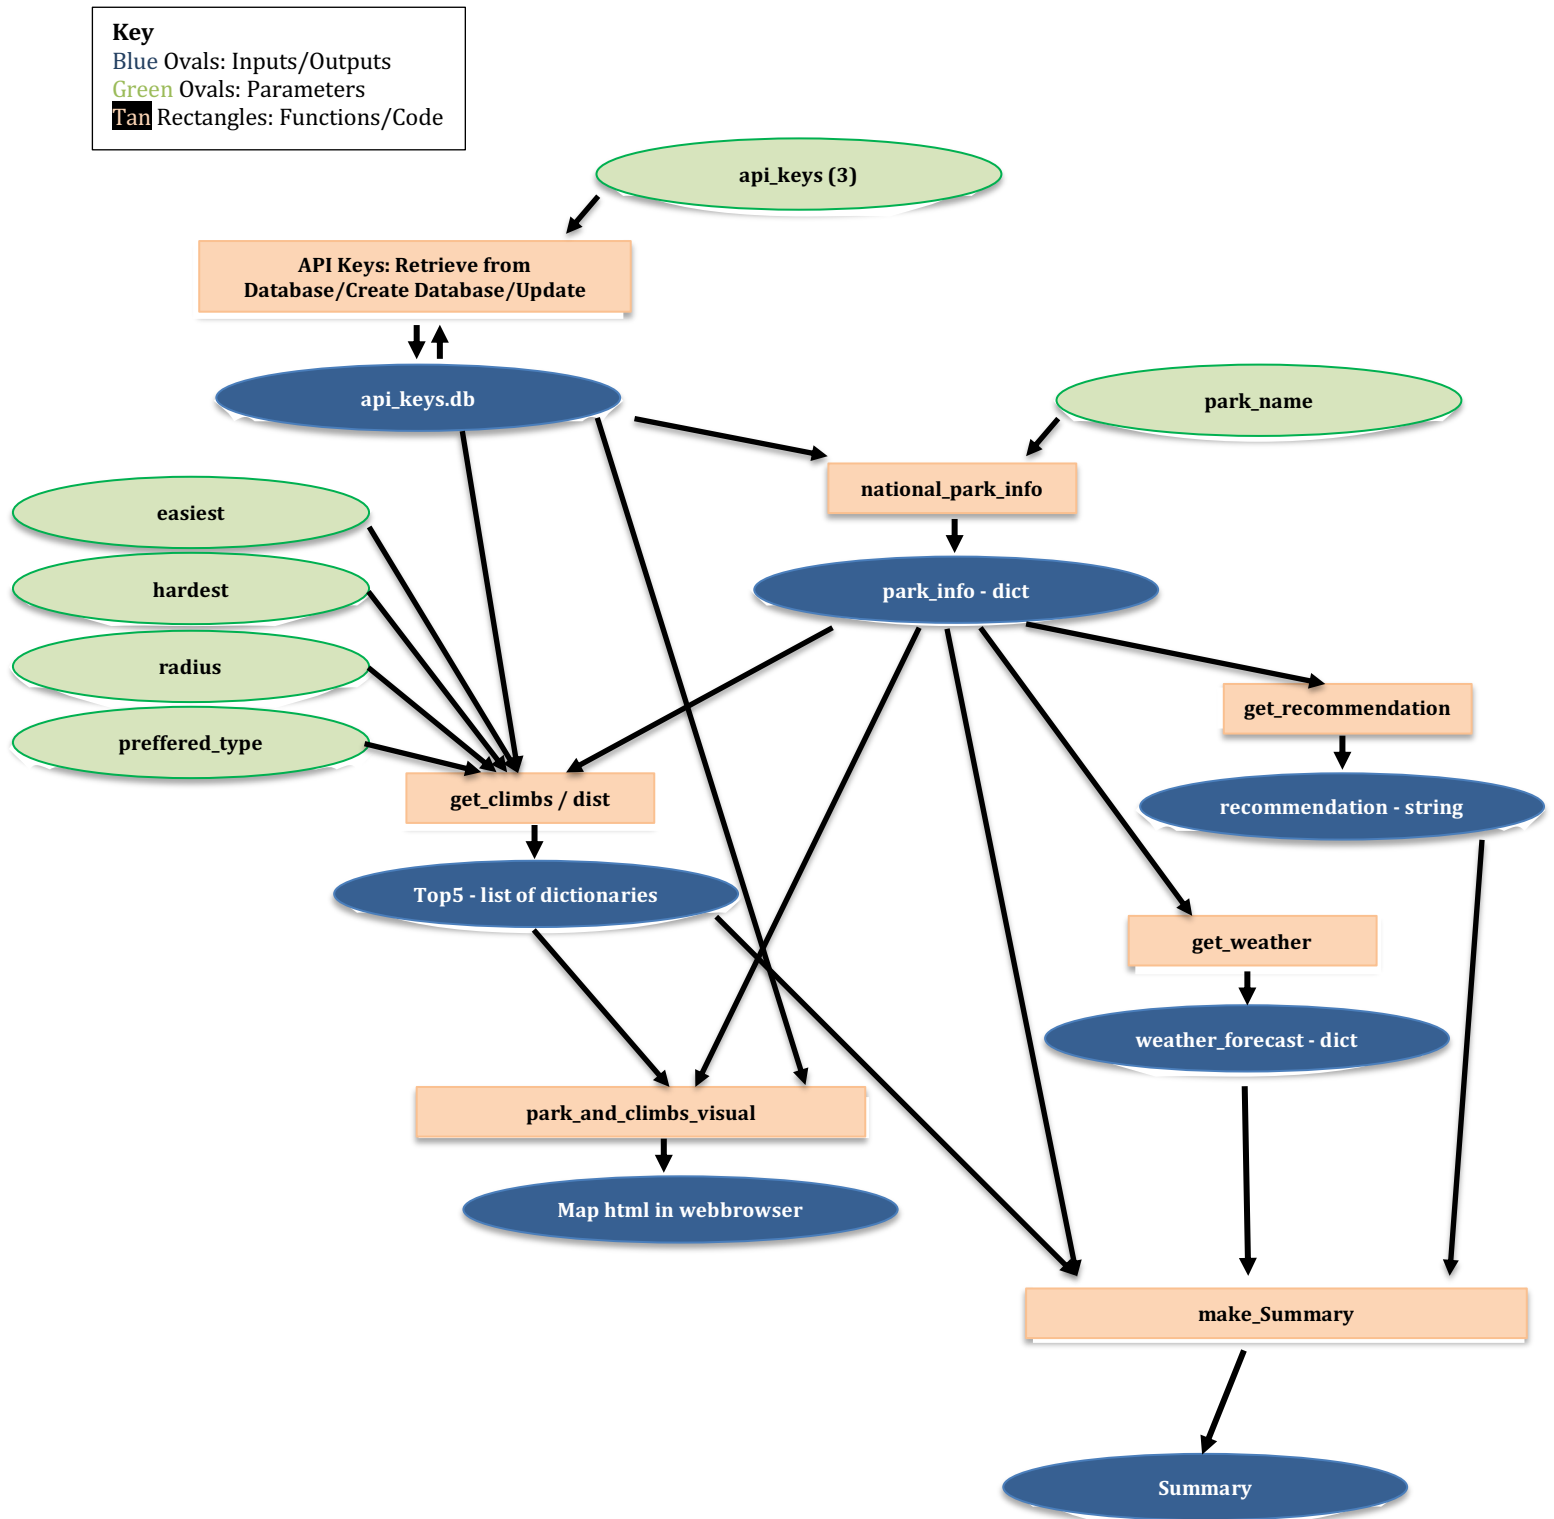 Key
Blue Ovals: Inputs/Outputs
Green Ovals: Parameters
Tan Rectangles: Functions/Code
api_keys (3)
API Keys: Retrieve from
Database/Create Database/Update
api_keys.db
park_name
national_park_info
easiest
hardest
radius
preffered_type
park_info - dict
get_recommendation
recommendation - string
get_climbs / dist
Top5 - list of dictionaries
get_weather
weather_forecast - dict
park_and_climbs_visual
Map html in webbrowser
make_Summary
Summary